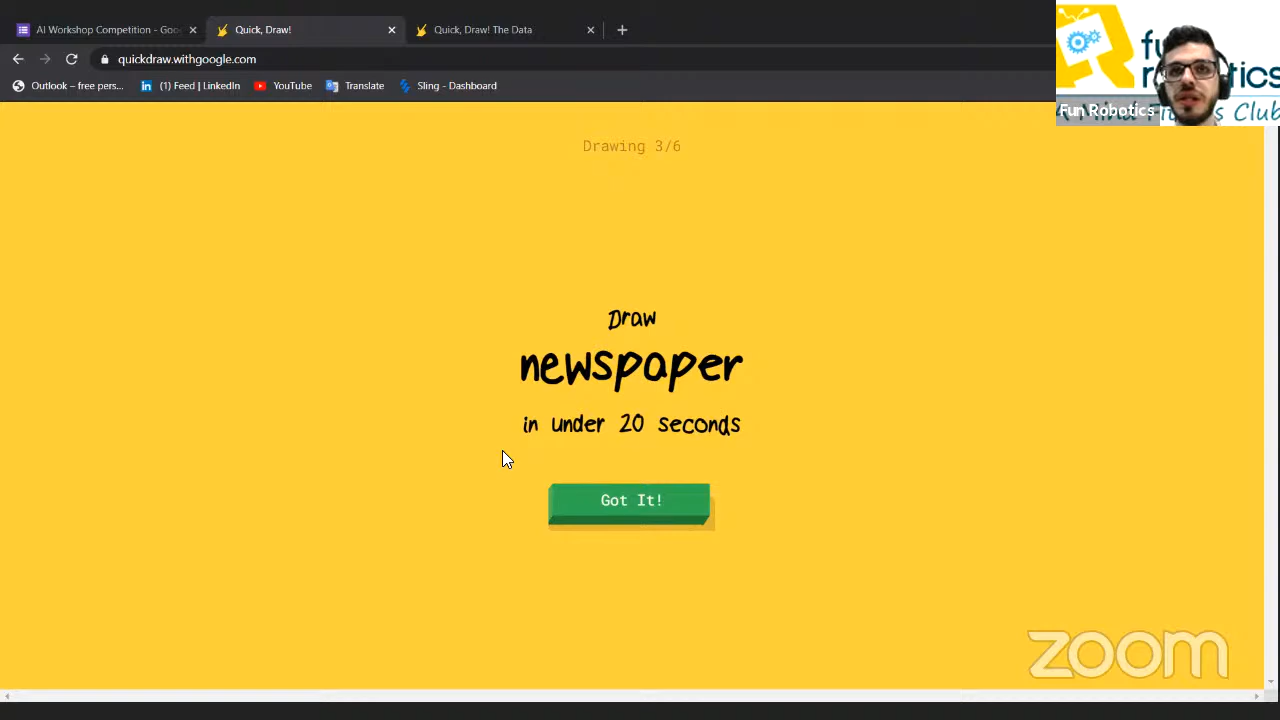 AI Workshop Competition - Goo
Quick, Draw!
Quick, Draw! The Data
quickdraw.withgoogle.com
Outlook – free pers...
(1) Feed | LinkedIn
YouTube
Translate
Sling - Dashboard
Fun Robotics
Drawing 3/6
Draw
newspaper
in under 20 seconds
Got It!
zoom